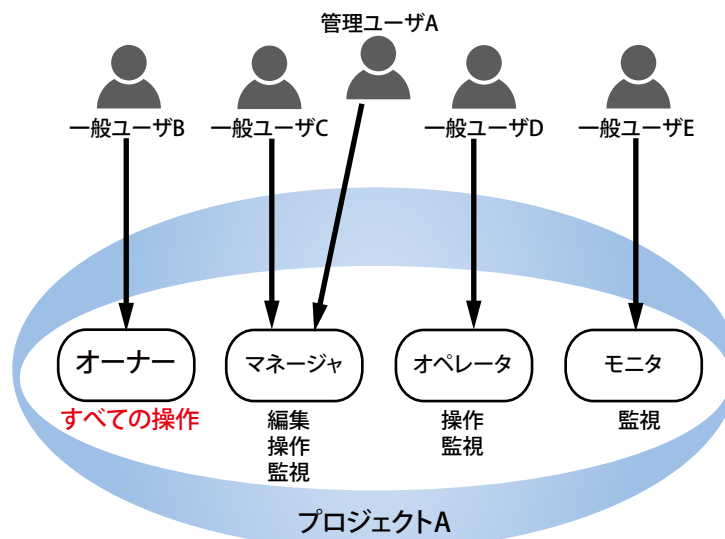 管理ユーザA
一般ユーザB
一般ユーザC
一般ユーザD
一般ユーザE
オーナー
マネージャ
オペレータ
モニタ
すべての操作
編集
操作
監視
操作
監視
監視
プロジェクトA